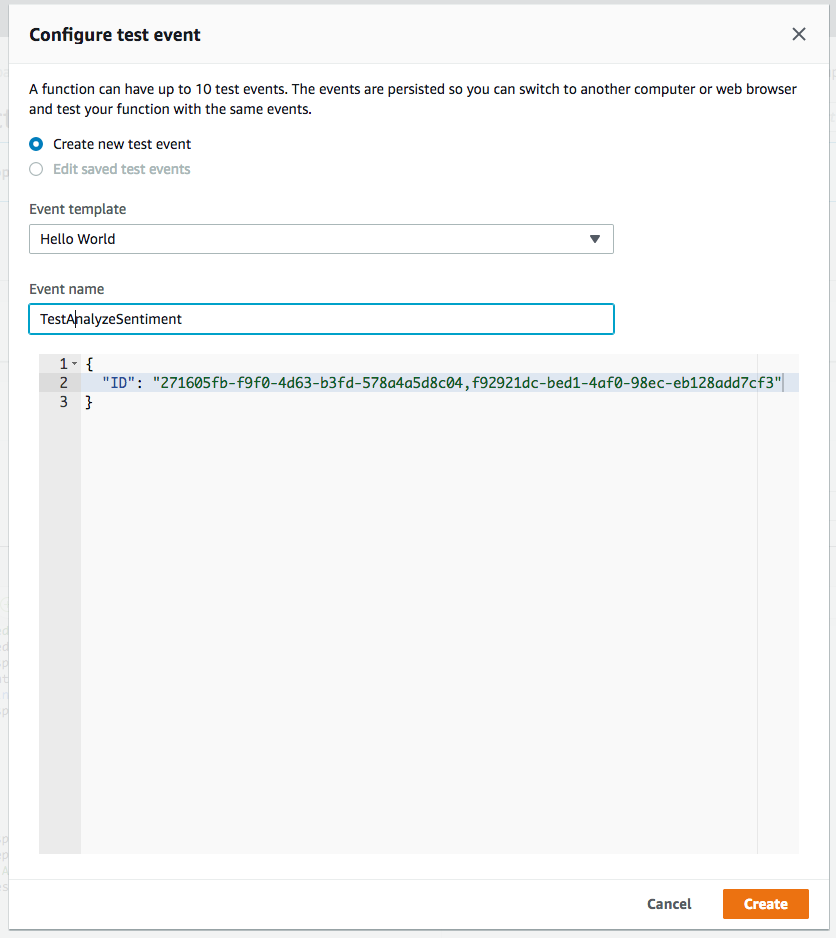 Configure test event
A function can have up to 10 test events. The events are persisted so you can switch to another computer or web browser
and test your function with the same events.
Create new test event
Edit saved test events
Event template
Hello World
Event name
TestAnalyzeSentiment
1 {
2 "ID": "271605fb-f9f0-4d63-b3fd-578a4a5d8c04,f92921dc-bed1-4af0-98ec-eb128add7cf3"
3 }
Cancel
Create